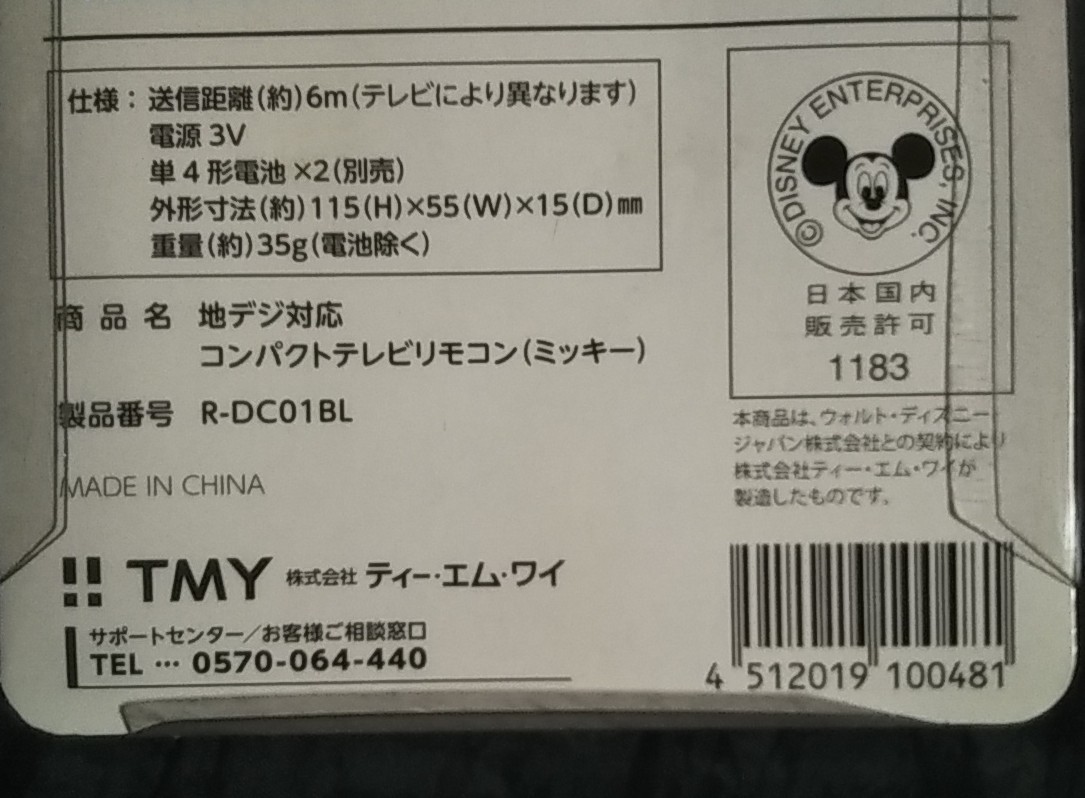 仕様：送信距離(約)6m(テレビにより異なります)
電源 3V
単4形電池×2(別売)
外形寸法(約)115(H)×55(W)×15(D)㎜
重量(約)35g(電池除く)
商品名 地デジ対応
コンパクトテレビリモコン(ミッキー)
製品番号 R-DC01BL
MADE IN CHINA
!! TMY 株式会社 ティー・エム・ワイ
サポートセンター／お客様ご相談窓口
TEL … 0570-064-440
©DISNEY ENTERPRISES, INC.
日本国内
販売許可
1183
本商品は、ウォルト・ディズニー
ジャパン株式会社との契約により
株式会社ティー・エム・ワイが
製造したものです。
4 512019 100481